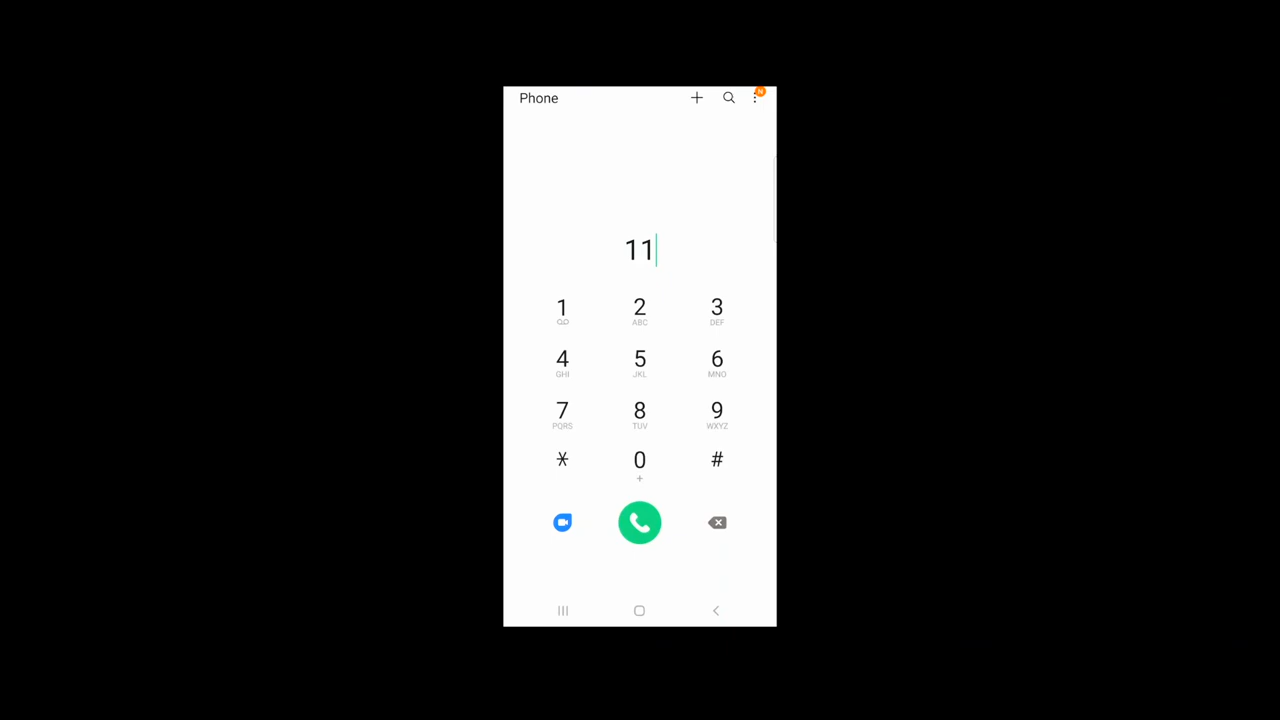 Phone
N
11
1 2 3
ABC DEF
4 5 6
GHI JKL MNO
7 8 9
PQRS TUV WXYZ
* 0 #
+